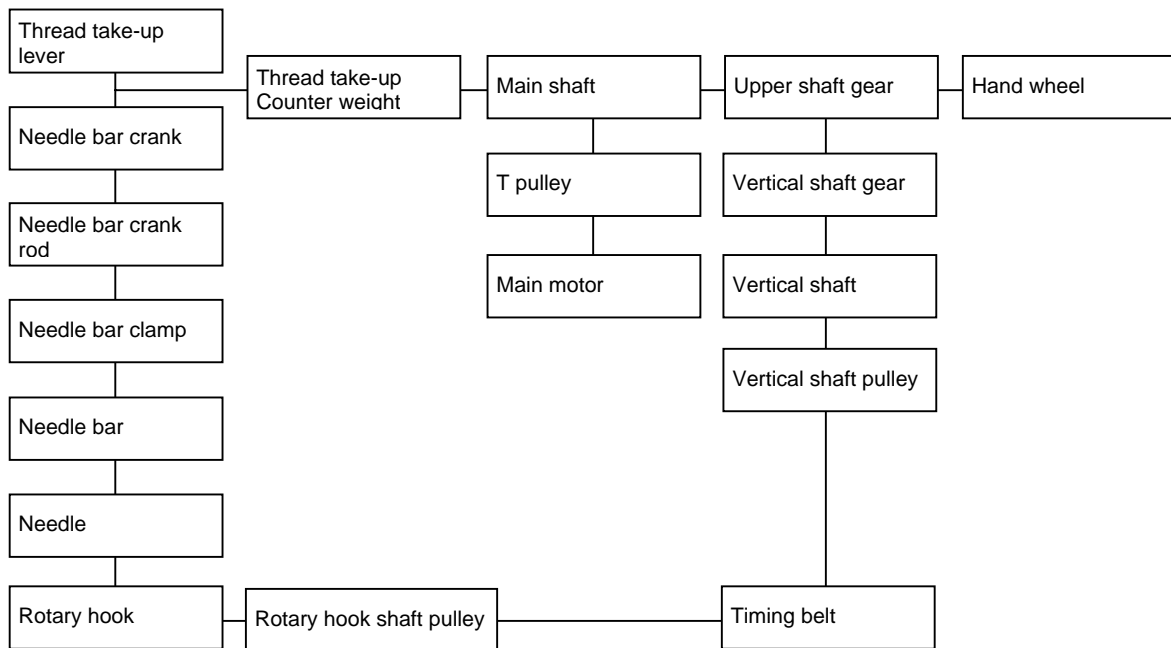 Thread take-up
lever
Thread take-up
Counter weight
Main shaft
Upper shaft gear
Hand wheel
Needle bar crank
T pulley
Vertical shaft gear
Needle bar crank
rod
Main motor
Vertical shaft
Needle bar clamp
Vertical shaft pulley
Needle bar
Needle
Rotary hook
Rotary hook shaft pulley
Timing belt